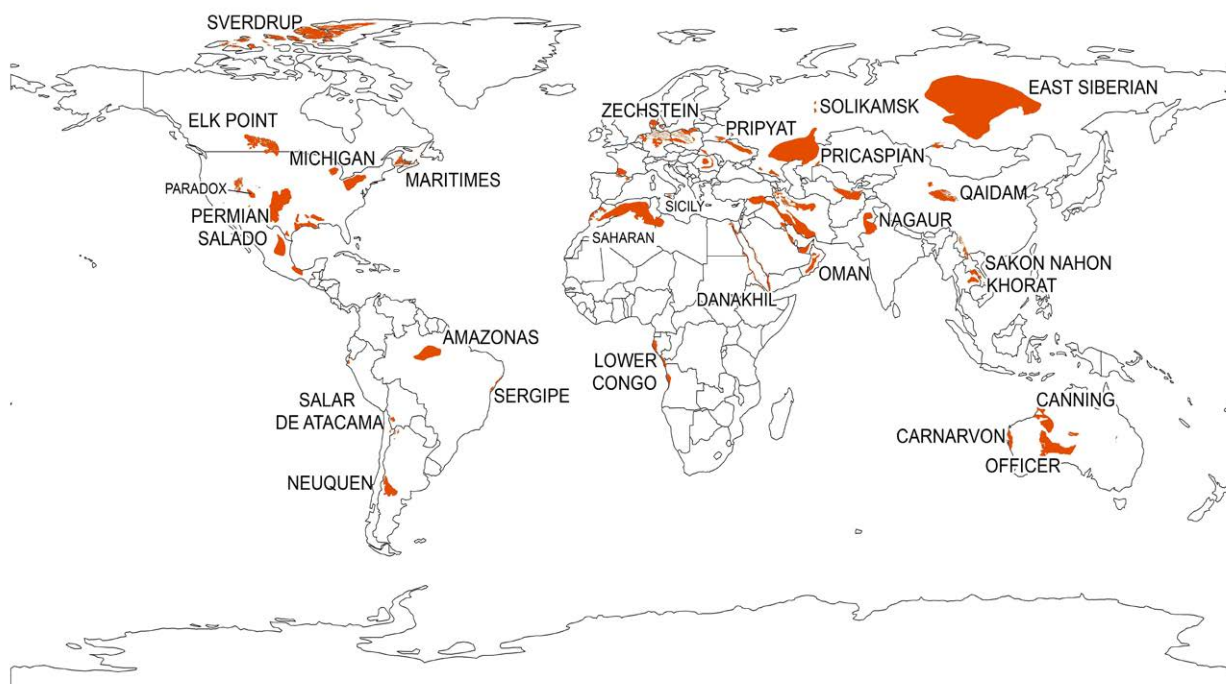 SVERDRUP
EAST SIBERIAN
ZECHSTEIN
SOLIKAMSK
ELK POINT
PRIPYAT
MICHIGAN
PRICASPIAN
MARITIMES
PARADOX
QAIDAM
SICILY
PERMIAN
SALADO
NAGAUR
SAHARAN
SAKON NAHON
KHORAT
OMAN
DANAKHIL
AMAZONAS
LOWER
CONGO
SERGIPE
SALAR
DE ATACAMA
CANNING
CARNARVON
OFFICER
NEUQUEN